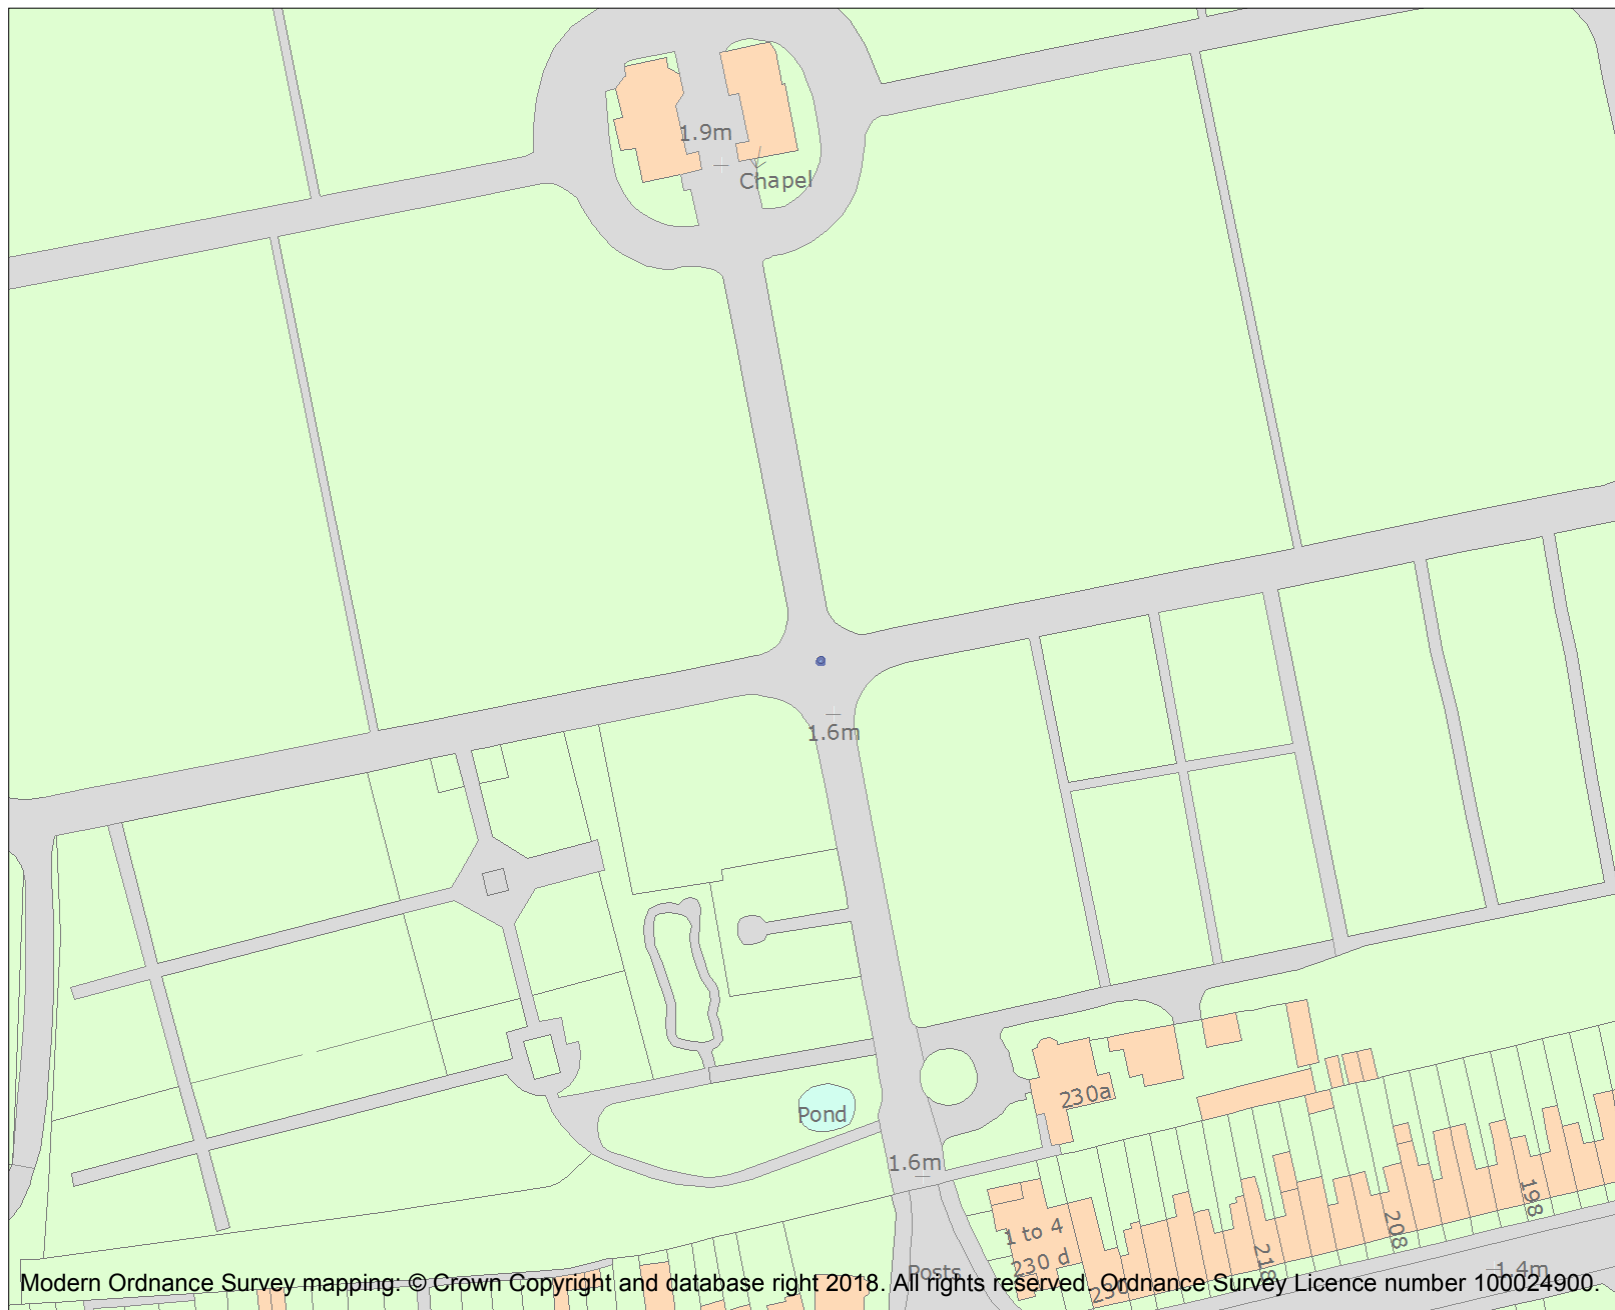 1.9m
Chapel
1.6m
230a
Pond
1.6m
198
1 to 4
208
230 d
218
Posts
1.4m
230
Modern Ordnance Survey mapping: © Crown Copyright and database right 2018. All rights reserved. Ordnance Survey Licence number 100024900.